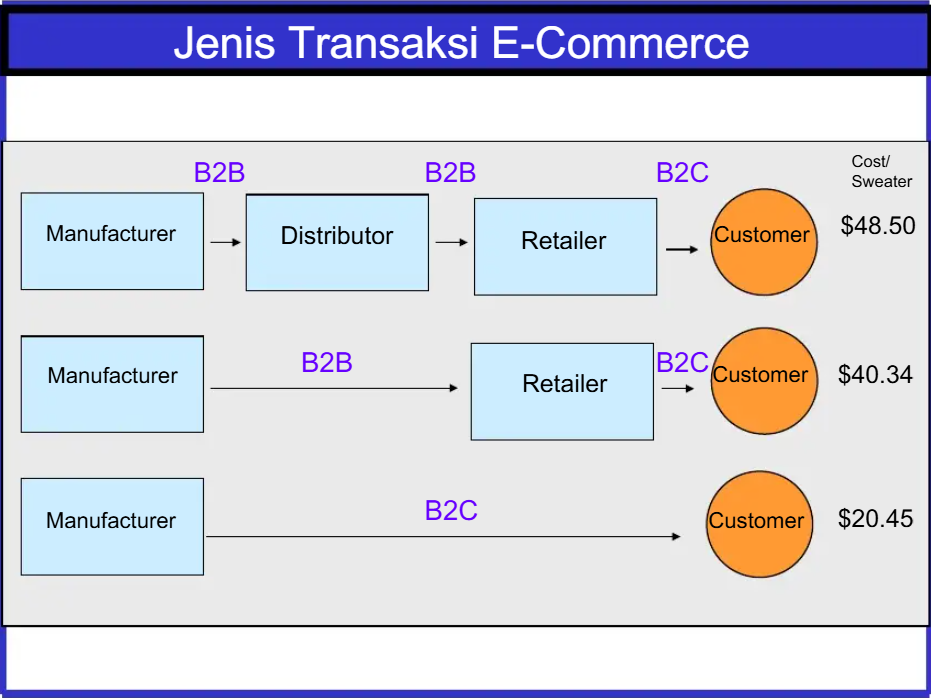 Jenis Transaksi E-Commerce
B2B
B2B
B2C
Cost/
Sweater
Manufacturer
Distributor
Retailer
Customer
$48.50
B2B
B2C
Manufacturer
Retailer
Customer
$40.34
B2C
Manufacturer
Customer
$20.45